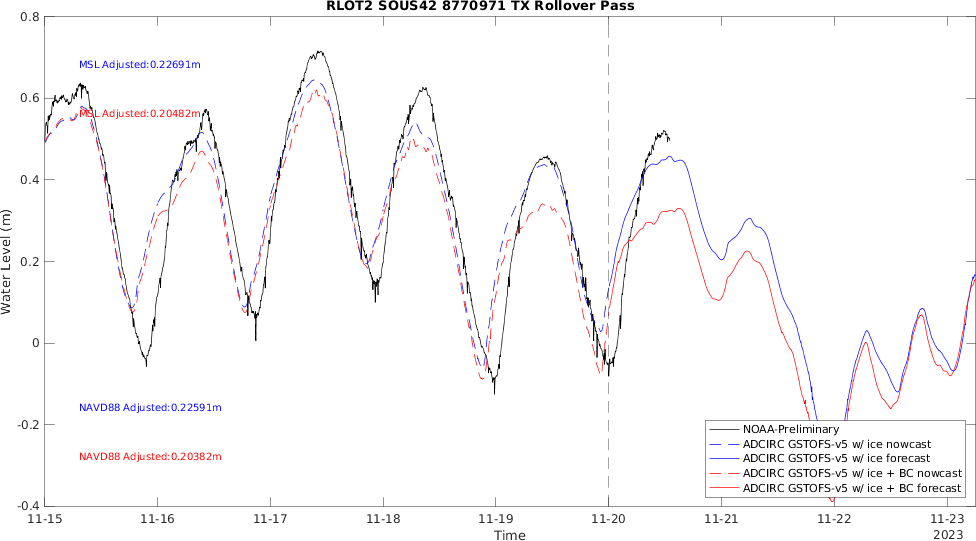 RLOT2 SOUS42 8770971 TX Rollover Pass
0.8
0.6
0.4
0.2
0
-0.2
-0.4
Water Level (m)
MSL Adjusted:0.22691m
MSL Adjusted:0.20482m
NAVD88 Adjusted:0.22591m
NAVD88 Adjusted:0.20382m
NOAA-Preliminary
ADCIRC GSTOFS-v5 w/ ice nowcast
ADCIRC GSTOFS-v5 w/ ice forecast
ADCIRC GSTOFS-v5 w/ ice + BC nowcast
ADCIRC GSTOFS-v5 w/ ice + BC forecast
11-15 11-16 11-17 11-18 11-19 11-20 11-21 11-22 11-23
Time
2023